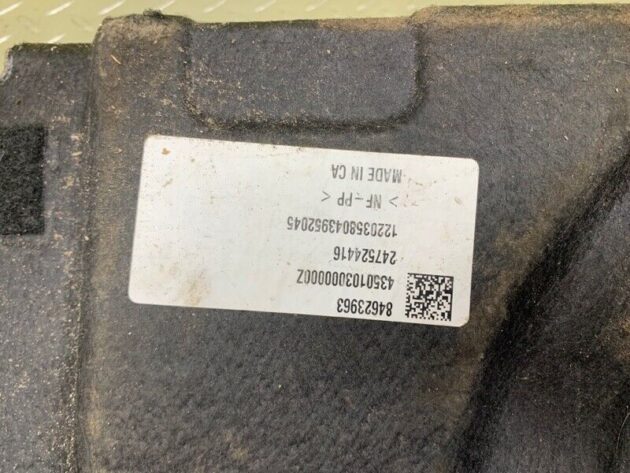 84623963
4350103000000Z
247524416
1220358043952045
> NF-PP <
MADE IN CA